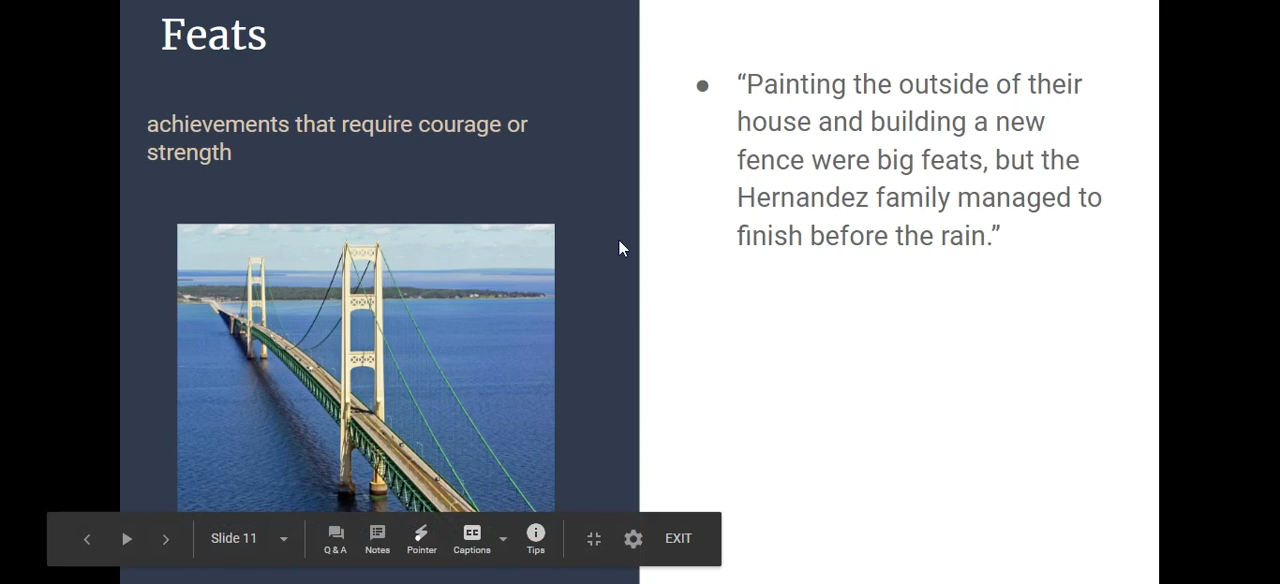 Feats
achievements that require courage or
strength
● “Painting the outside of their
house and building a new
fence were big feats, but the
Hernandez family managed to
finish before the rain.”
Slide 11
Q & A
Notes
Pointer
CC
Captions
Tips
EXIT